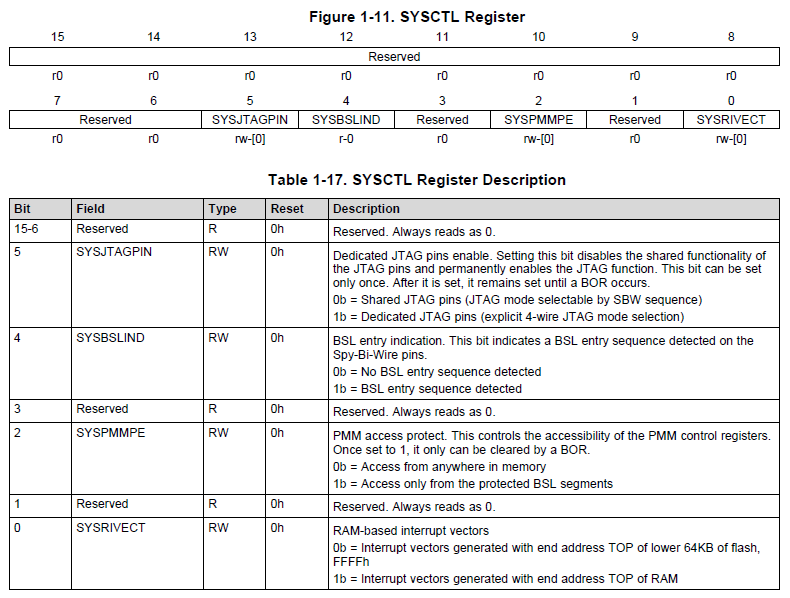 Figure 1-11. SYSCTL Register
15 14 13 12 11 10 9 8
Reserved
r0 r0 r0 r0 r0 r0 r0 r0
7 6 5 4 3 2 1 0
Reserved SYSJTAGPIN SYSBSLIND Reserved SYSPMMPE Reserved SYSRIVECT
r0 r0 rw-[0] r-0 r0 rw-[0] r0 rw-[0]
Table 1-17. SYSCTL Register Description
Bit Field Type Reset Description
15-6 Reserved R 0h Reserved. Always reads as 0.
5 SYSJTAGPIN RW 0h Dedicated JTAG pins enable. Setting this bit disables the shared functionality of
the JTAG pins and permanently enables the JTAG function. This bit can be set
only once. After it is set, it remains set until a BOR occurs.
0b = Shared JTAG pins (JTAG mode selectable by SBW sequence)
1b = Dedicated JTAG pins (explicit 4-wire JTAG mode selection)
4 SYSBSLIND RW 0h BSL entry indication. This bit indicates a BSL entry sequence detected on the
Spy-Bi-Wire pins.
0b = No BSL entry sequence detected
1b = BSL entry sequence detected
3 Reserved R 0h Reserved. Always reads as 0.
2 SYSPMMPE RW 0h PMM access protect. This controls the accessibility of the PMM control registers.
Once set to 1, it only can be cleared by a BOR.
0b = Access from anywhere in memory
1b = Access only from the protected BSL segments
1 Reserved R 0h Reserved. Always reads as 0.
0 SYSRIVECT RW 0h RAM-based interrupt vectors
0b = Interrupt vectors generated with end address TOP of lower 64KB of flash,
FFFFh
1b = Interrupt vectors generated with end address TOP of RAM